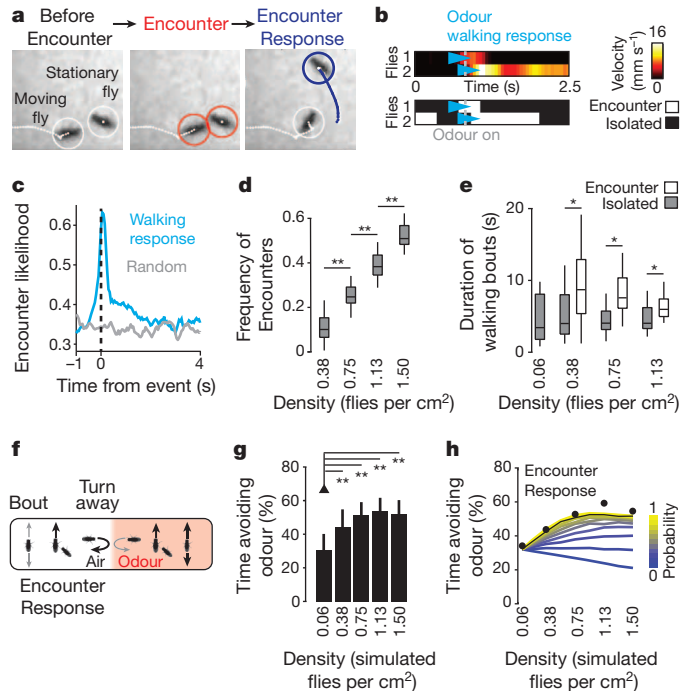 a
Before Encounter
Encounter
Encounter Response
Moving fly
Stationary fly
b
Odour walking response
Flies
1
2
0
Time (s)
2.5
Flies
1
2
Odour on
16
0
Velocity (mm s⁻¹)
Encounter
Isolated
c
Encounter likelihood
0.6
0.5
0.4
0.3
Walking response
Random
−1
0
4
Time from event (s)
d
Frequency of Encounters
0.6
0.4
0.2
0
**
**
**
0.38
0.75
1.13
1.50
Density (flies per cm²)
e
Encounter
Isolated
Duration of walking bouts (s)
20
10
0
*
*
*
0.06
0.38
0.75
1.13
Density (flies per cm²)
f
Bout
Turn away
Air
Odour
Encounter Response
g
Time avoiding odour (%)
80
60
40
20
0
**
**
**
**
0.06
0.38
0.75
1.13
1.50
Density (simulated flies per cm²)
h
Time avoiding odour (%)
80
60
40
20
0
Encounter Response
1
0
Probability
0.06
0.38
0.75
1.13
1.50
Density (simulated flies per cm²)